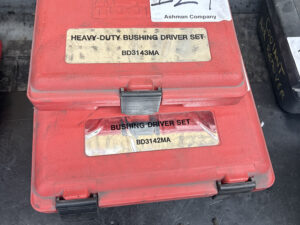 Ashman Company
HEAVY-DUTY BUSHING DRIVER SET
BD3143MA
BUSHING DRIVER SET
BD3142MA